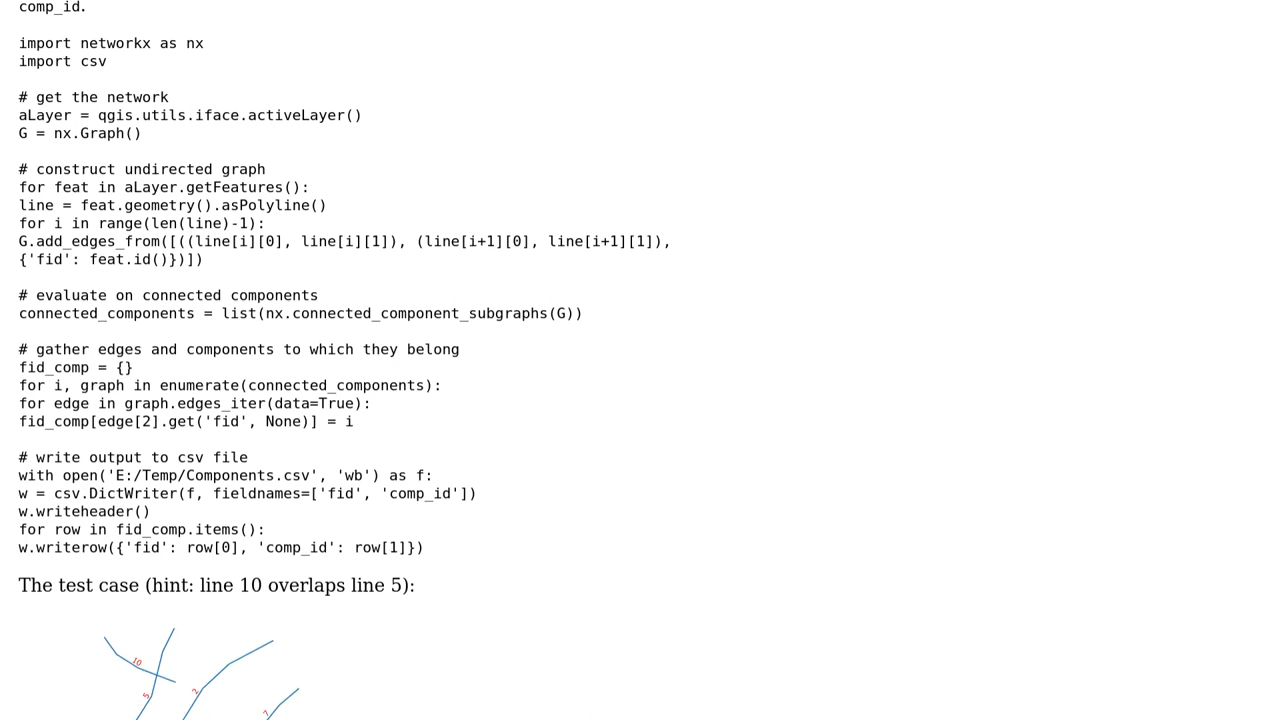 comp_id.
import networkx as nx
import csv
# get the network
aLayer = qgis.utils.iface.activeLayer()
G = nx.Graph()
# construct undirected graph
for feat in aLayer.getFeatures():
line = feat.geometry().asPolyline()
for i in range(len(line)-1):
G.add_edges_from([((line[i][0], line[i][1]), (line[i+1][0], line[i+1][1]),
{'fid': feat.id()})])
# evaluate on connected components
connected_components = list(nx.connected_component_subgraphs(G))
# gather edges and components to which they belong
fid_comp = {}
for i, graph in enumerate(connected_components):
for edge in graph.edges_iter(data=True):
fid_comp[edge[2].get('fid', None)] = i
# write output to csv file
with open('E:/Temp/Components.csv', 'wb') as f:
w = csv.DictWriter(f, fieldnames=['fid', 'comp_id'])
w.writeheader()
for row in fid_comp.items():
w.writerow({'fid': row[0], 'comp_id': row[1]})
The test case (hint: line 10 overlaps line 5):
10
5
2
7